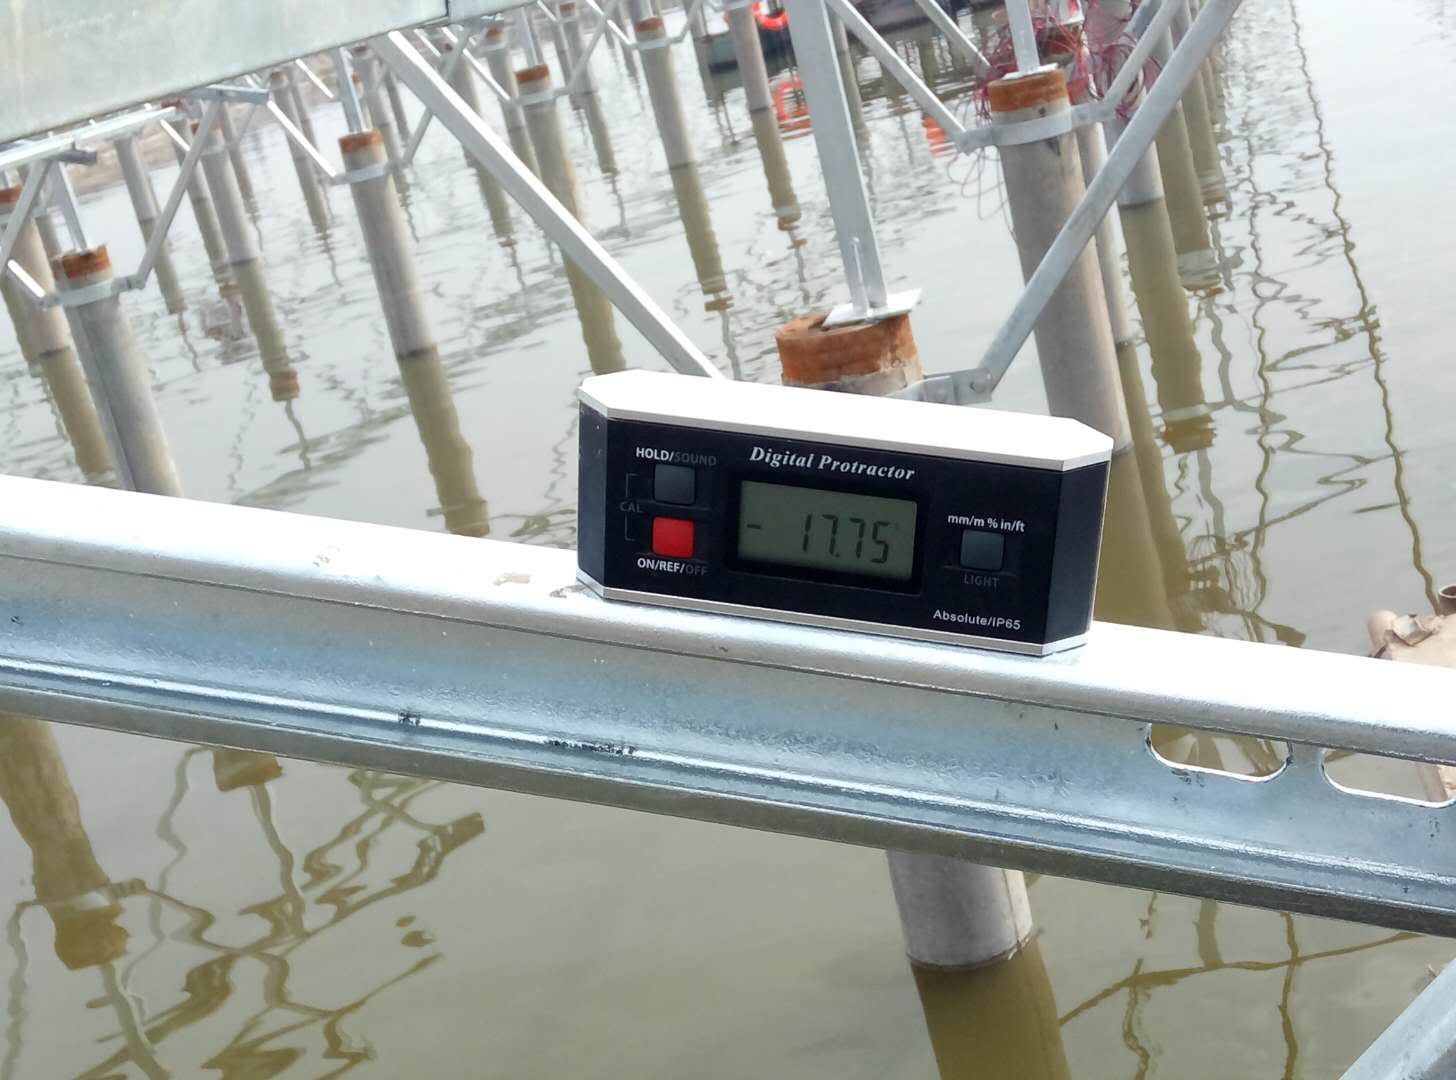 HOLD/SOUND
Digital Protractor
CAL
- 17.75
mm/m % in/ft
ON/REF/OFF
LIGHT
Absolute/IP65